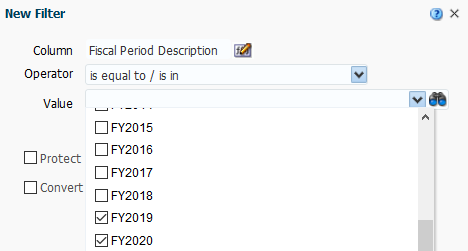 New Filter
Column Fiscal Period Description
Operator is equal to / is in
Value
FY2015
FY2016
Protect
FY2017
Convert
FY2018
FY2019
FY2020